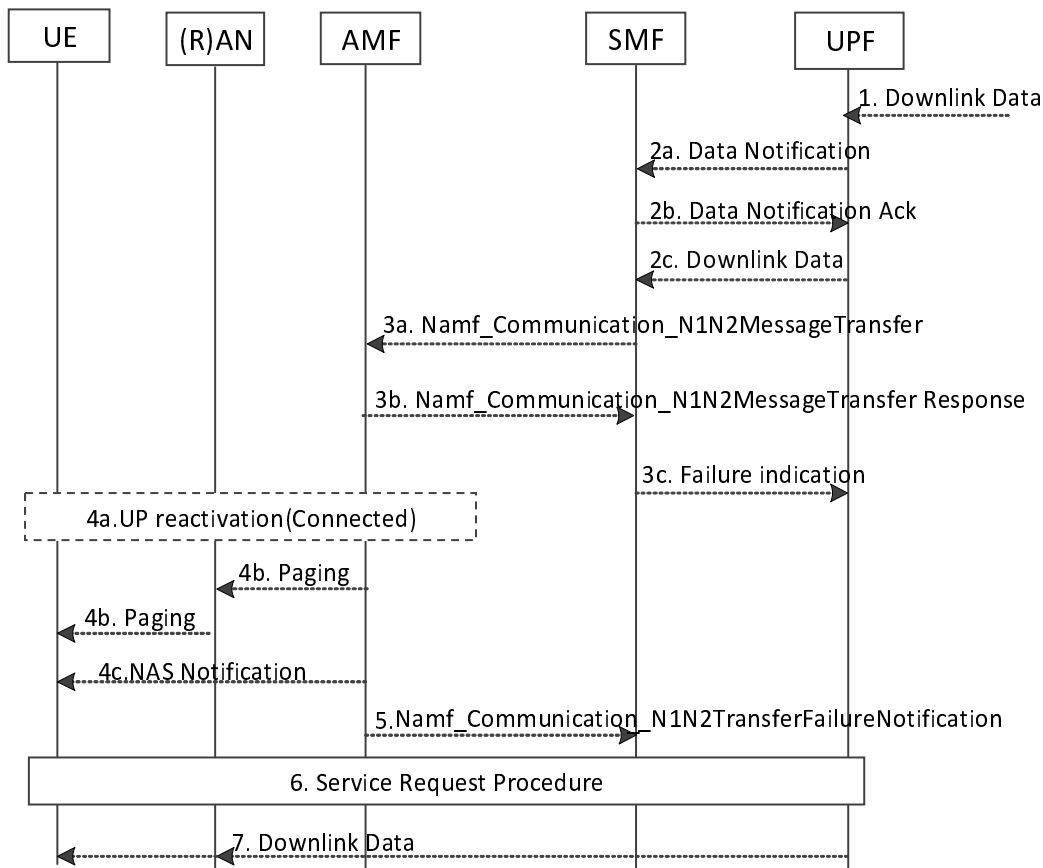 UE
(R)AN
AMF
SMF
UPF
1. Downlink Data
2a. Data Notification
2b. Data Notification Ack
2c. Downlink Data
3a. Namf_Communication_N1N2MessageTransfer
3b. Namf_Communication_N1N2MessageTransfer Response
3c. Failure indication
4a.UP reactivation(Connected)
4b. Paging
4b. Paging
4c.NAS Notification
5.Namf_Communication_N1N2TransferFailureNotification
6. Service Request Procedure
7. Downlink Data